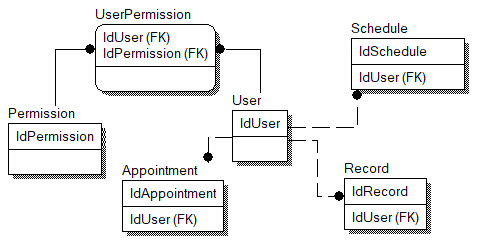 UserPermission
IdUser (FK)
IdPermission (FK)
Schedule
IdSchedule
IdUser (FK)
Permission
IdPermission
User
IdUser
Appointment
IdAppointment
IdUser (FK)
Record
IdRecord
IdUser (FK)